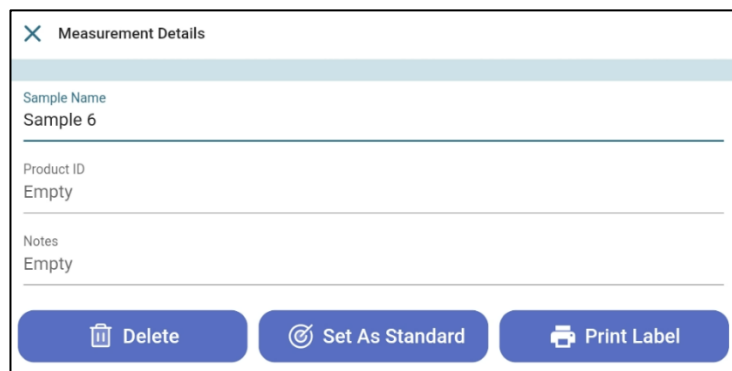 Measurement Details
Sample Name
Sample 6
Product ID
Empty
Notes
Empty
Delete
Set As Standard
Print Label